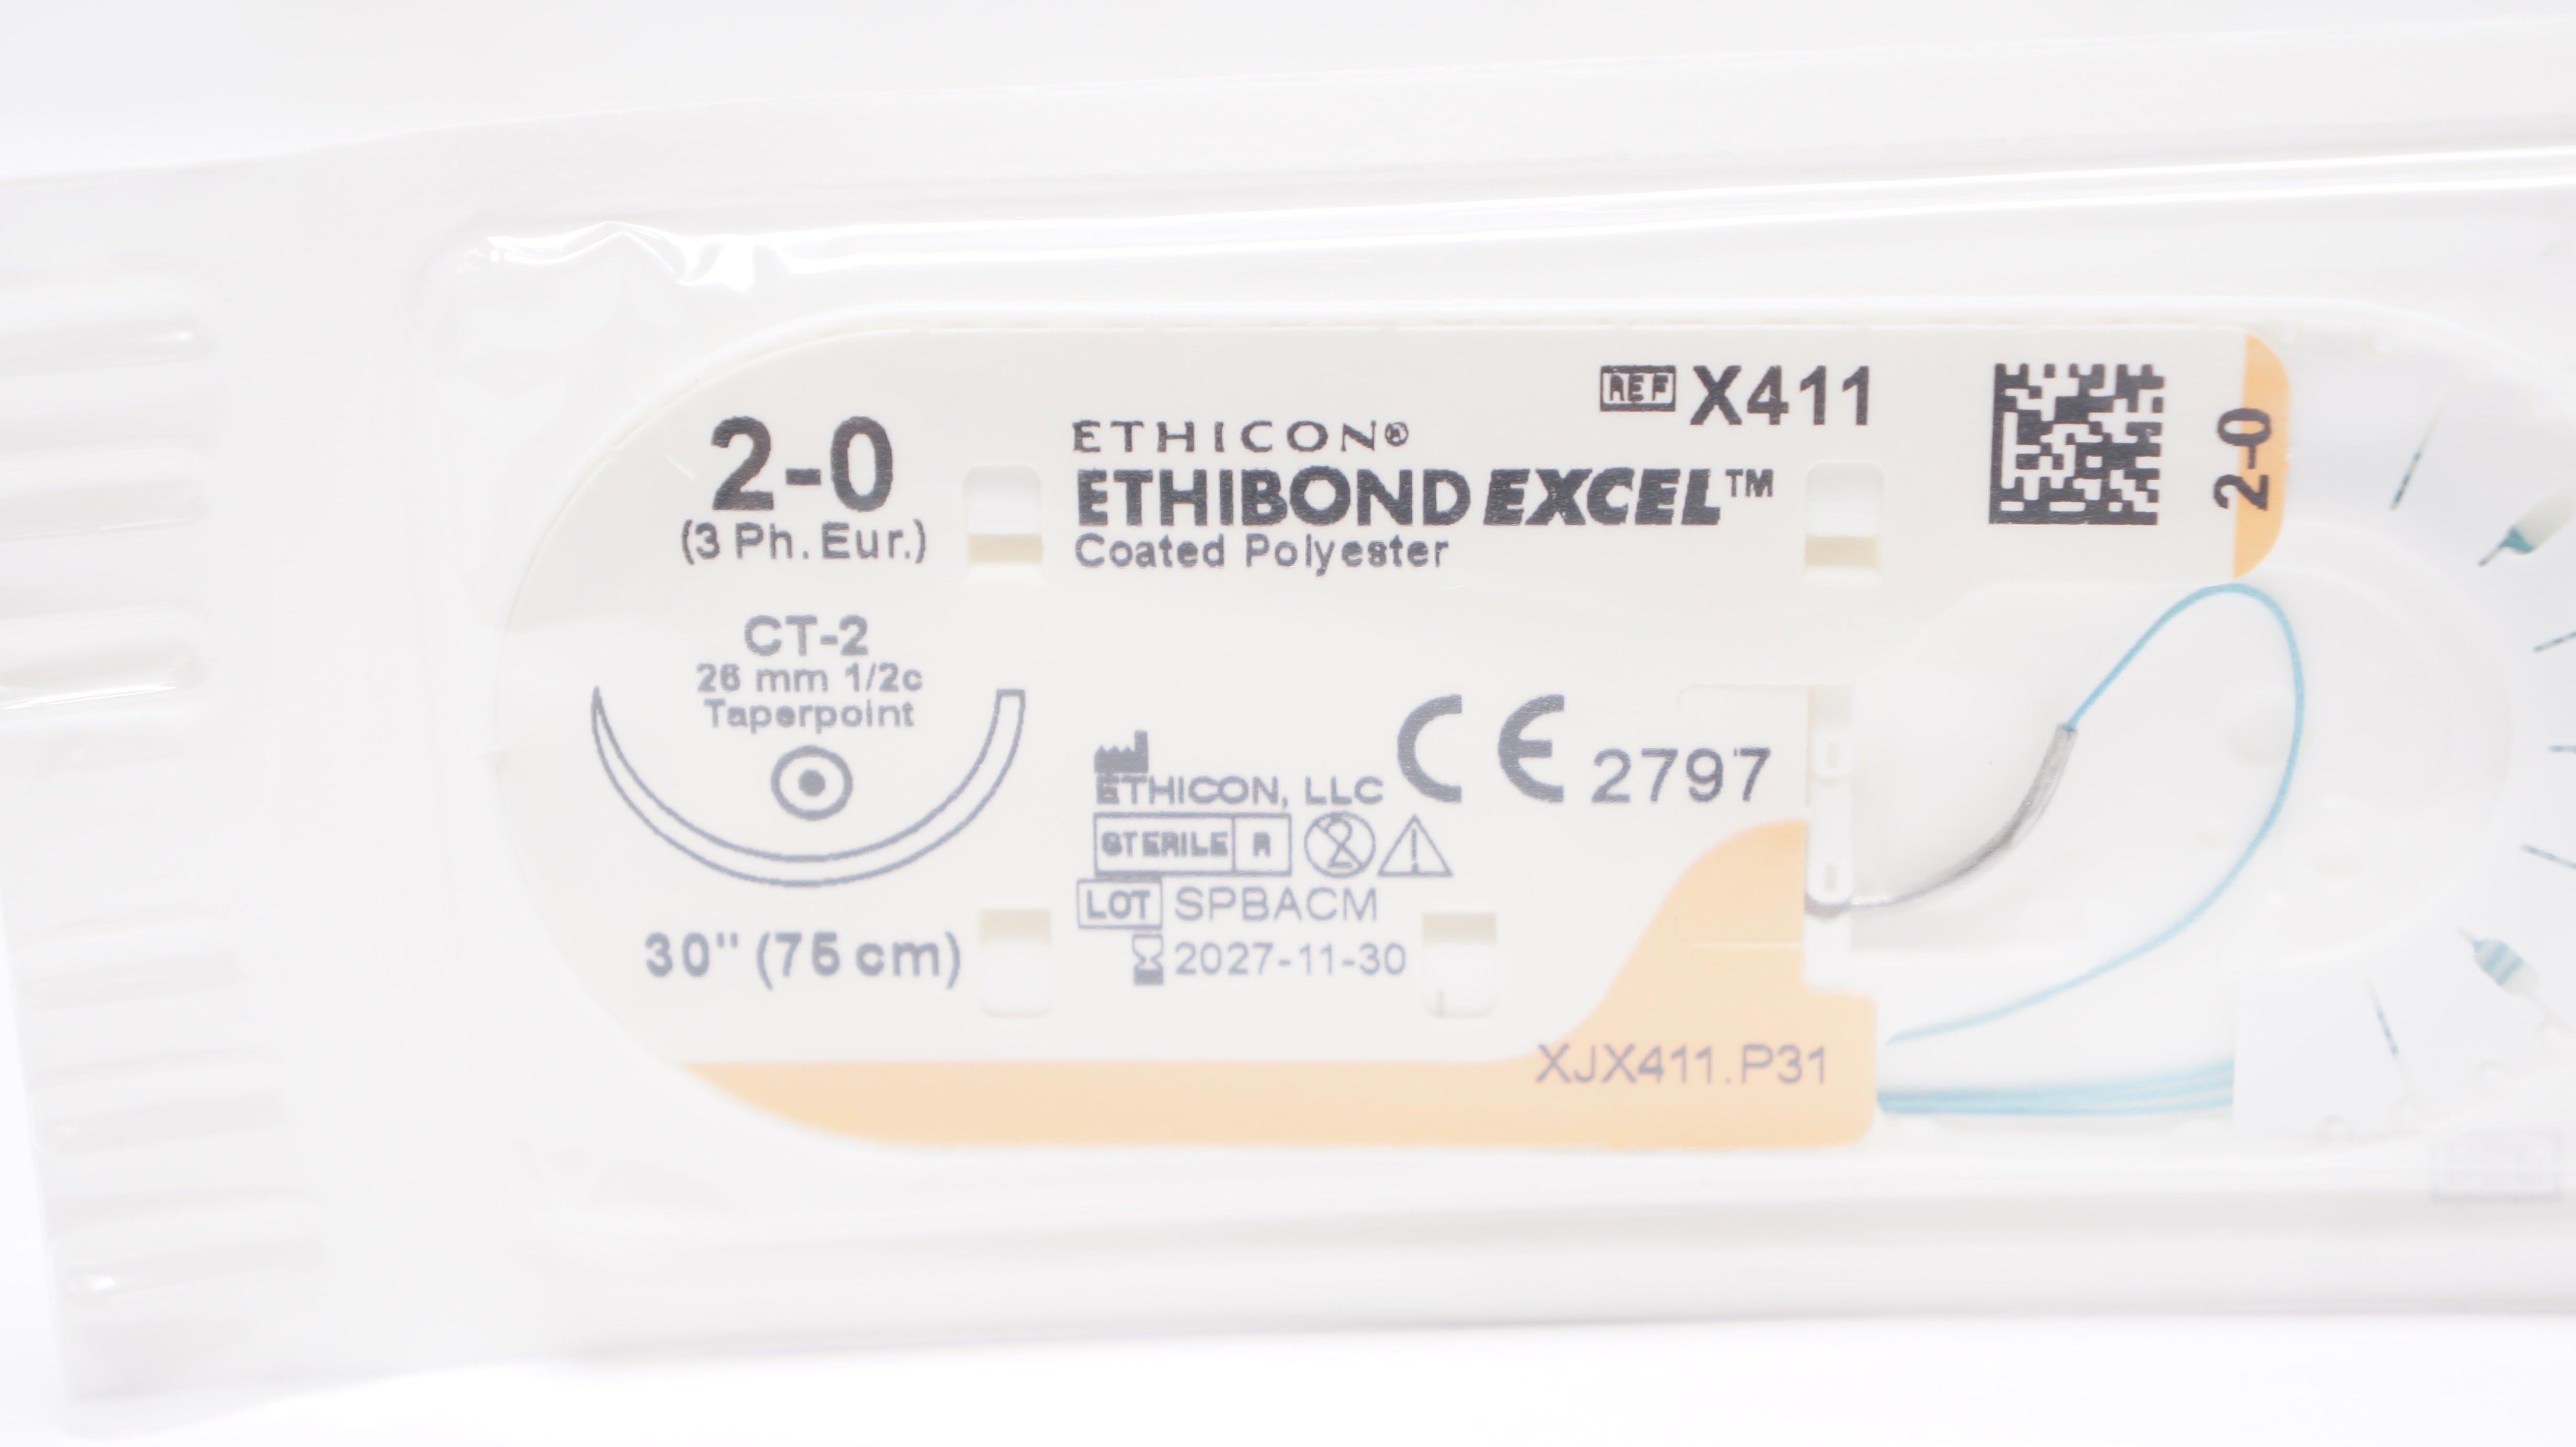 2-0
(3 Ph. Eur.)
CT-2
26 mm 1/2c
Taperpoint
30" (75 cm)
REF X411
ETHICON®
ETHIBOND EXCEL™
Coated Polyester
ETHICON, LLC
CE 2797
STERILE R
2
LOT SPBACM
2027-11-30
XJX411.P31
2-0